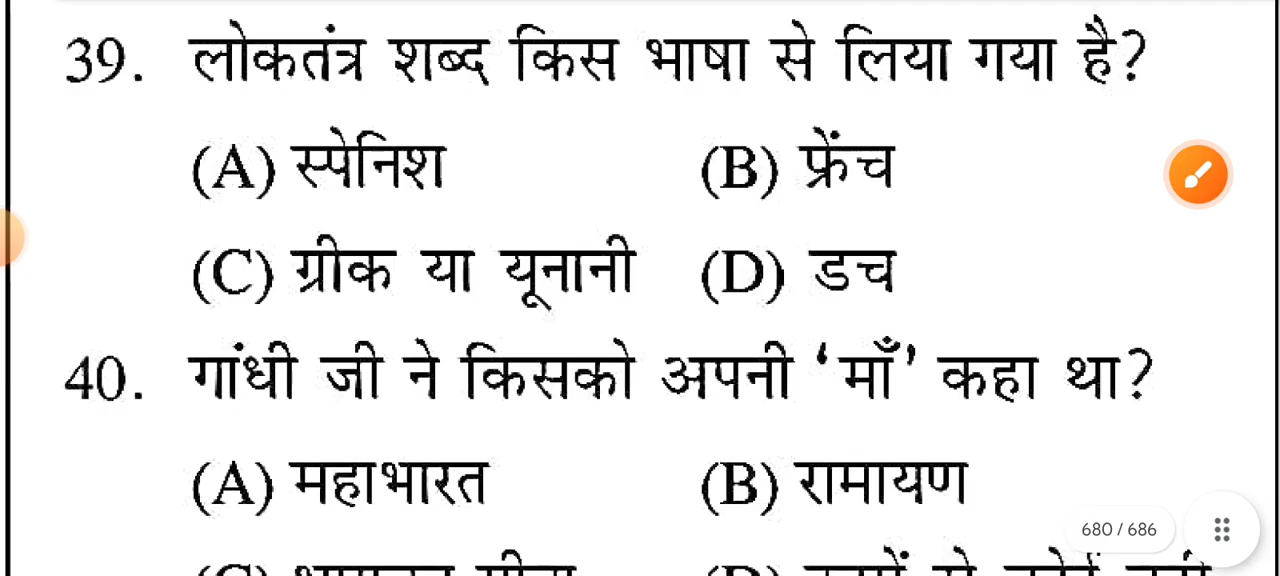 39. लोकतंत्र शब्द किस भाषा से लिया गया है?
(A) स्पेनिश (B) फ्रेंच
(C) ग्रीक या यूनानी (D) डच
40. गांधी जी ने किसको अपनी ‘माँ’ कहा था?
(A) महाभारत (B) रामायण
680 / 686